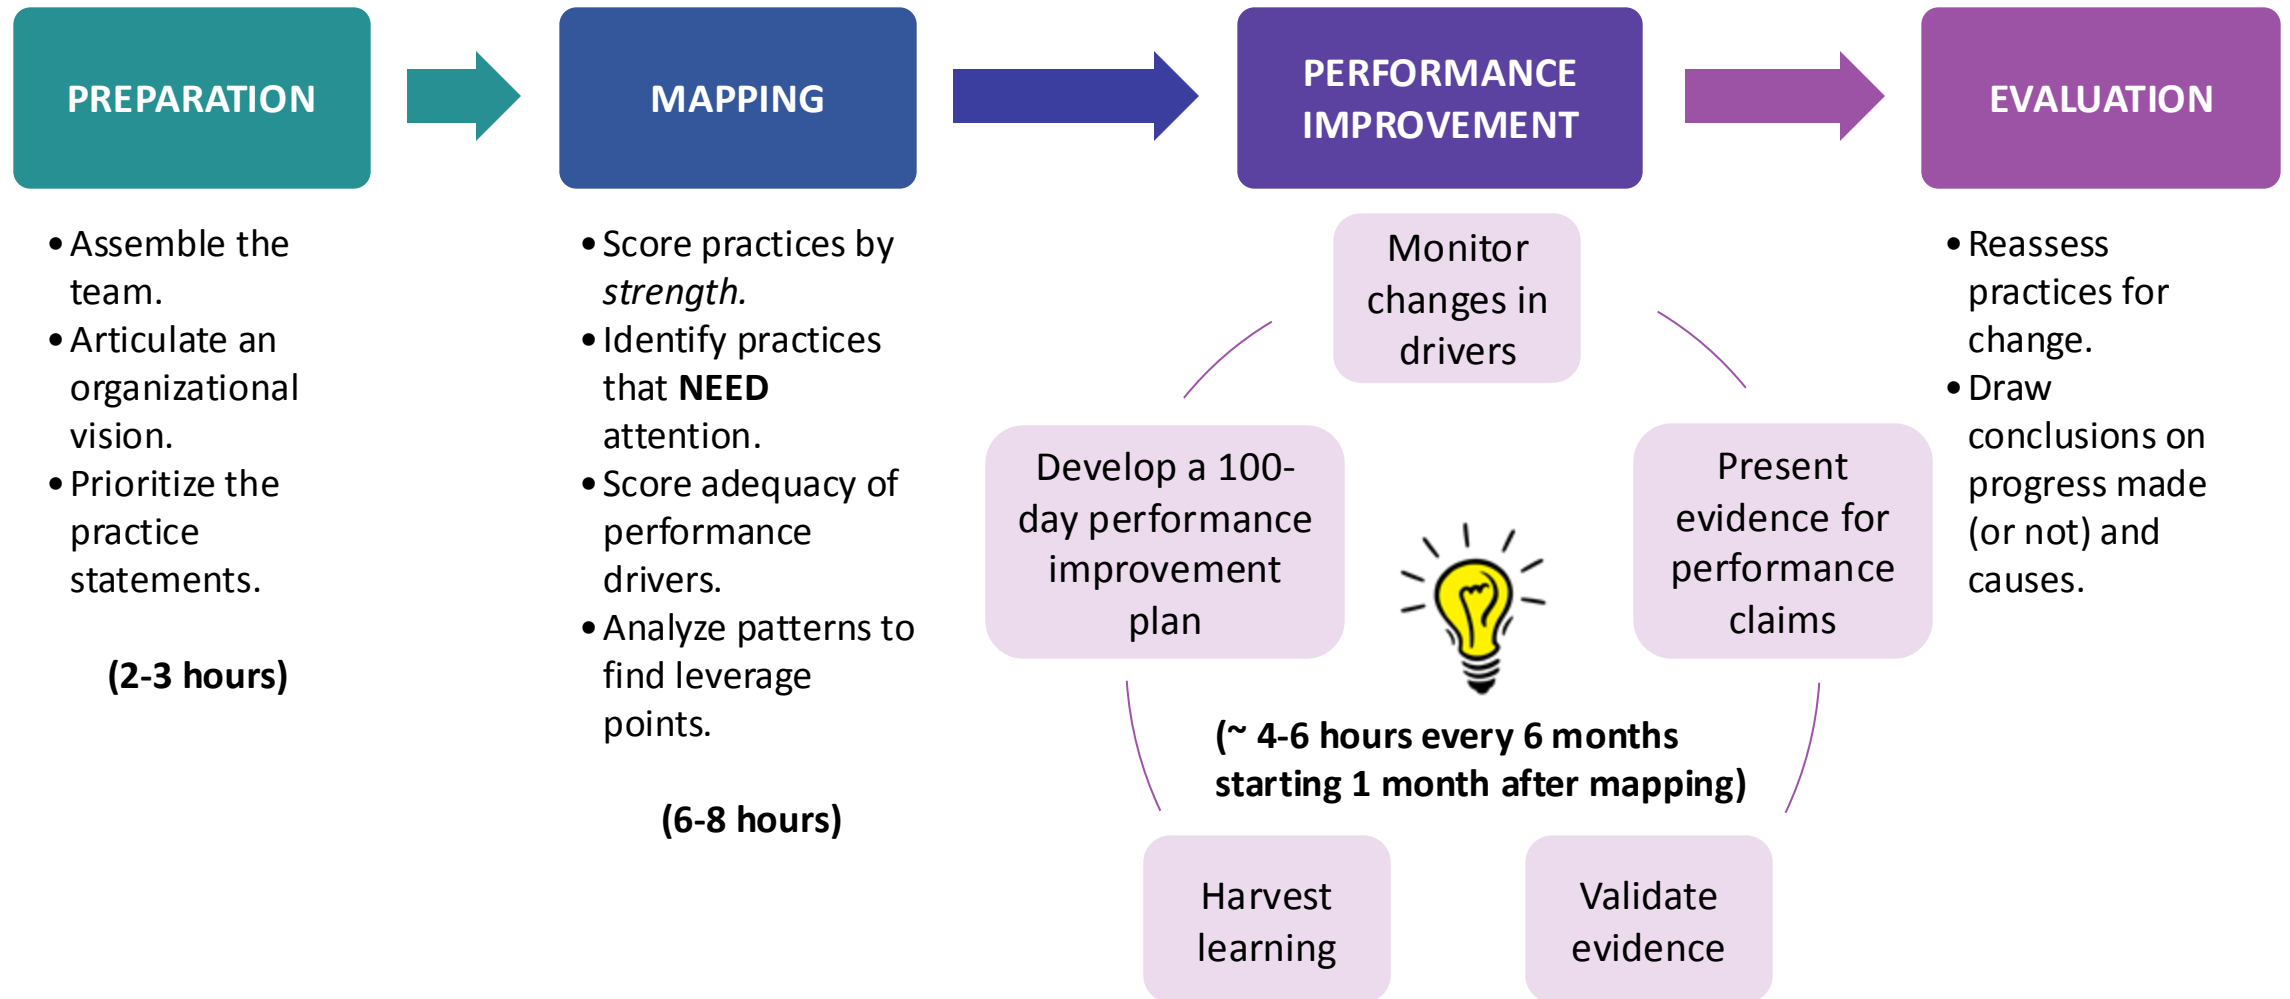 PREPARATION
• Assemble the
team.
• Articulate an
organizational
vision.
• Prioritize the
practice
statements.
(2-3 hours)
MAPPING
• Score practices by
strength.
• Identify practices
that NEED
attention.
• Score adequacy of
performance
drivers.
• Analyze patterns to
find leverage
points.
(6-8 hours)
PERFORMANCE
IMPROVEMENT
Monitor
changes in
drivers
Present
evidence for
performance
claims
Validate
evidence
Harvest
learning
Develop a 100-
day performance
improvement
plan
(~ 4-6 hours every 6 months
starting 1 month after mapping)
EVALUATION
• Reassess
practices for
change.
• Draw
conclusions on
progress made
(or not) and
causes.